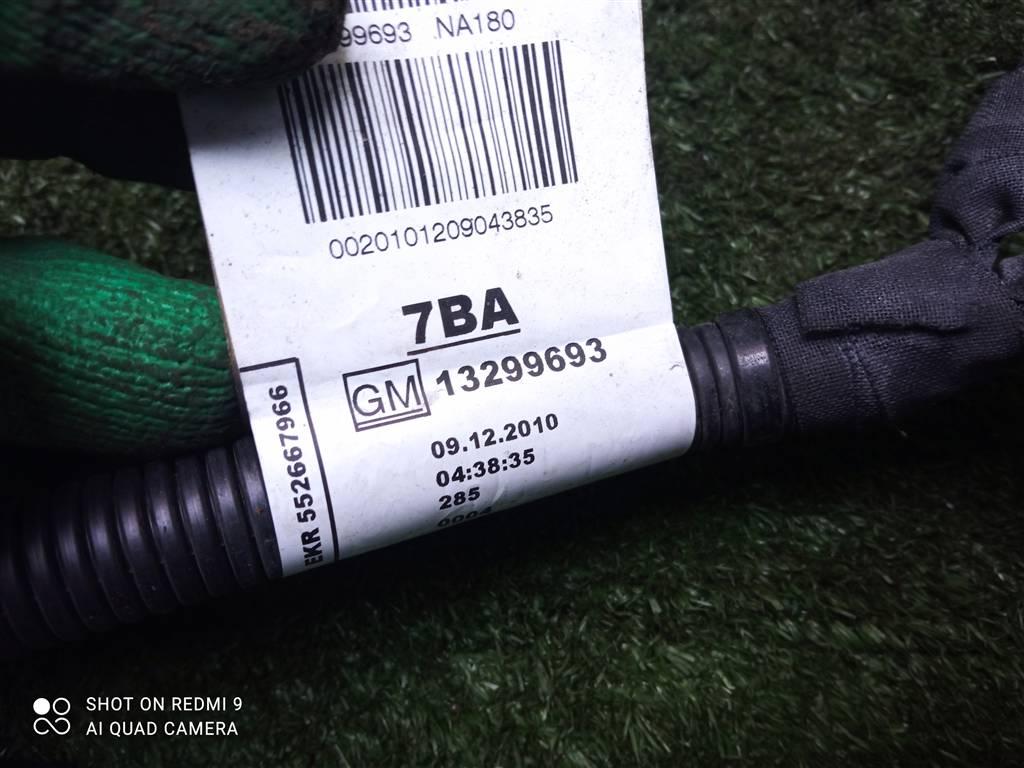 99693 NA180
0020101209043835
7BA
GM 13299693
09.12.2010
04:38:35
285
0004
EKR 552667966
SHOT ON REDMI 9
AI QUAD CAMERA